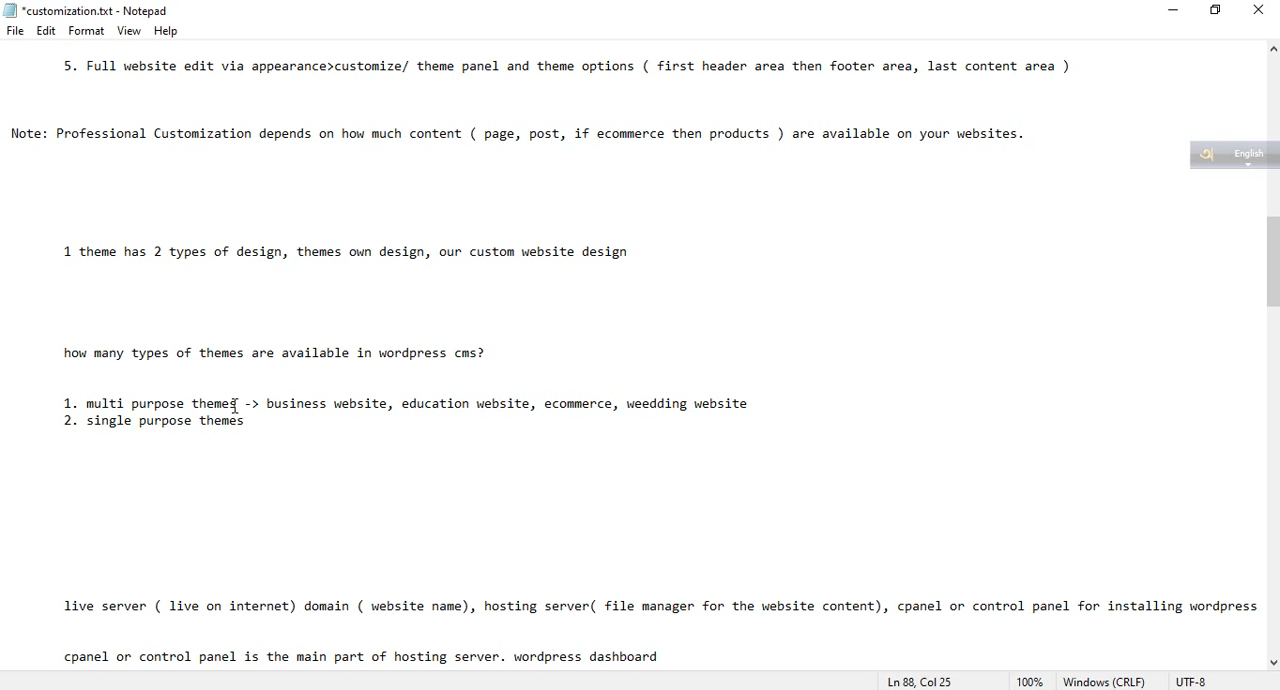 *customization.txt - Notepad
File Edit Format View Help
5. Full website edit via appearance>customize/ theme panel and theme options ( first header area then footer area, last content area )
Note: Professional Customization depends on how much content ( page, post, if ecommerce then products ) are available on your websites.
English
1 theme has 2 types of design, themes own design, our custom website design
how many types of themes are available in wordpress cms?
1. multi purpose themes -> business website, education website, ecommerce, weedding website
2. single purpose themes
live server ( live on internet) domain ( website name), hosting server( file manager for the website content), cpanel or control panel for installing wordpress
cpanel or control panel is the main part of hosting server. wordpress dashboard
Ln 88, Col 25 100% Windows (CRLF) UTF-8